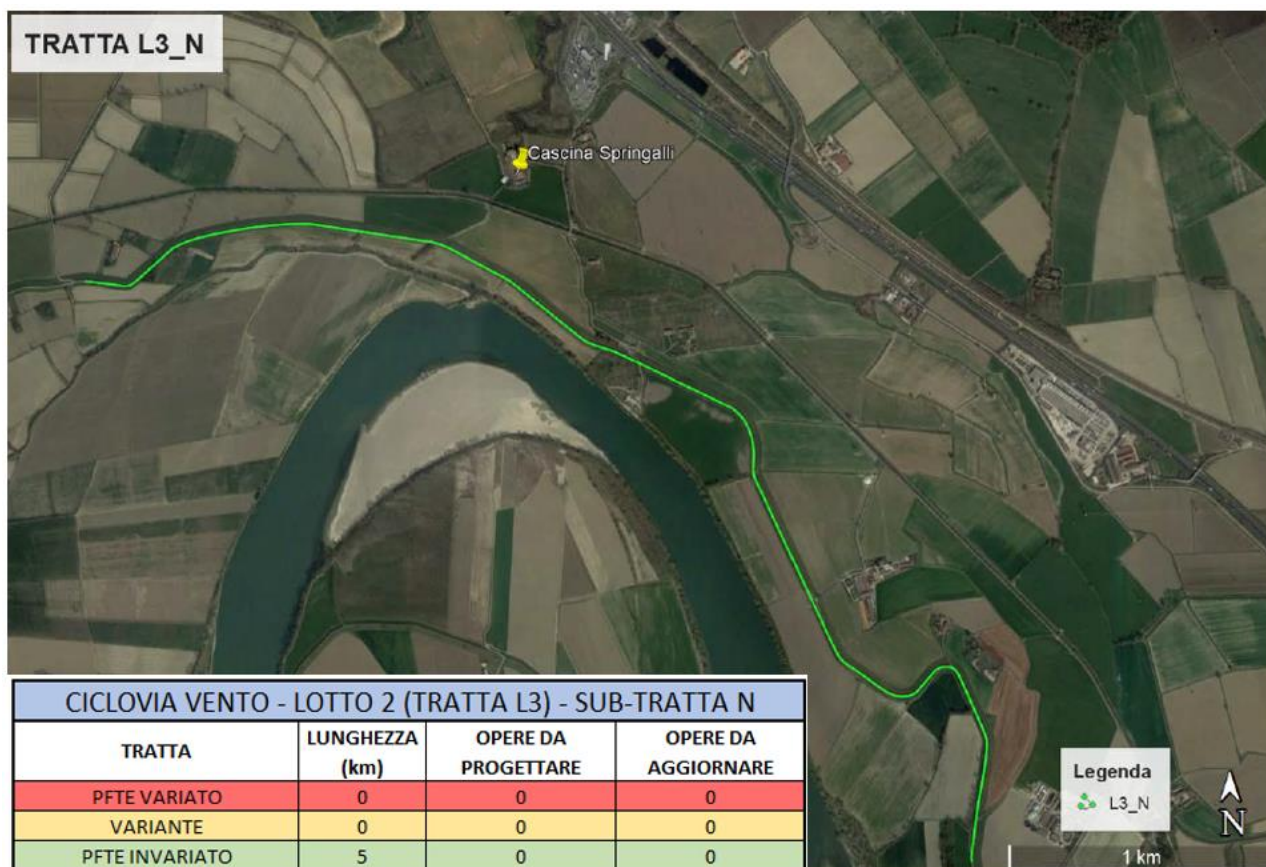 TRATTA L3_N
Cascina Springalli
CICLOVIA VENTO - LOTTO 2 (TRATTA L3) - SUB-TRATTA N
TRATTA LUNGHEZZA (km) OPERE DA PROGETTARE OPERE DA AGGIORNARE
PFTE VARIATO 0 0 0
VARIANTE 0 0 0
PFTE INVARIATO 5 0 0
Legenda
L3_N
N
1 km